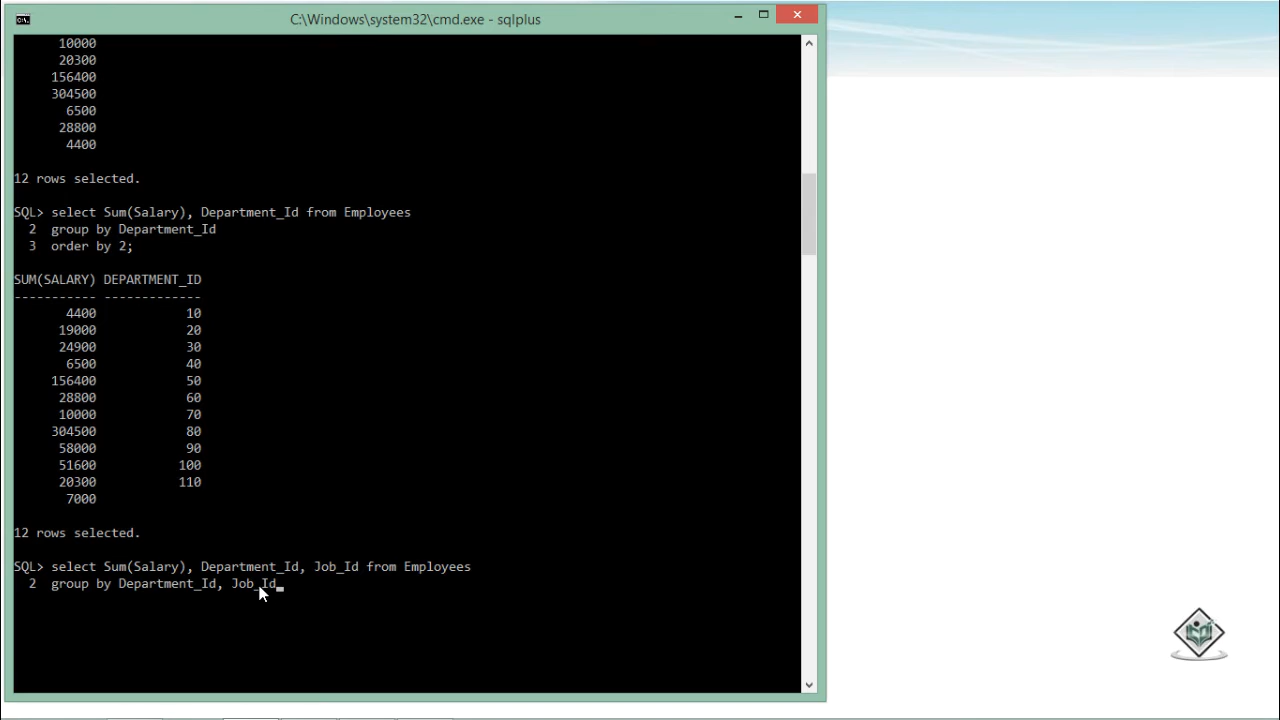 C:\Windows\system32\cmd.exe - sqlplus
10000
20300
156400
304500
6500
28800
4400
12 rows selected.
SQL> select Sum(Salary), Department_Id from Employees
2 group by Department_Id
3 order by 2;
SUM(SALARY) DEPARTMENT_ID
----------- -------------
4400 10
19000 20
24900 30
6500 40
156400 50
28800 60
10000 70
304500 80
58000 90
51600 100
20300 110
7000
12 rows selected.
SQL> select Sum(Salary), Department_Id, Job_Id from Employees
2 group by Department_Id, Job_Id_